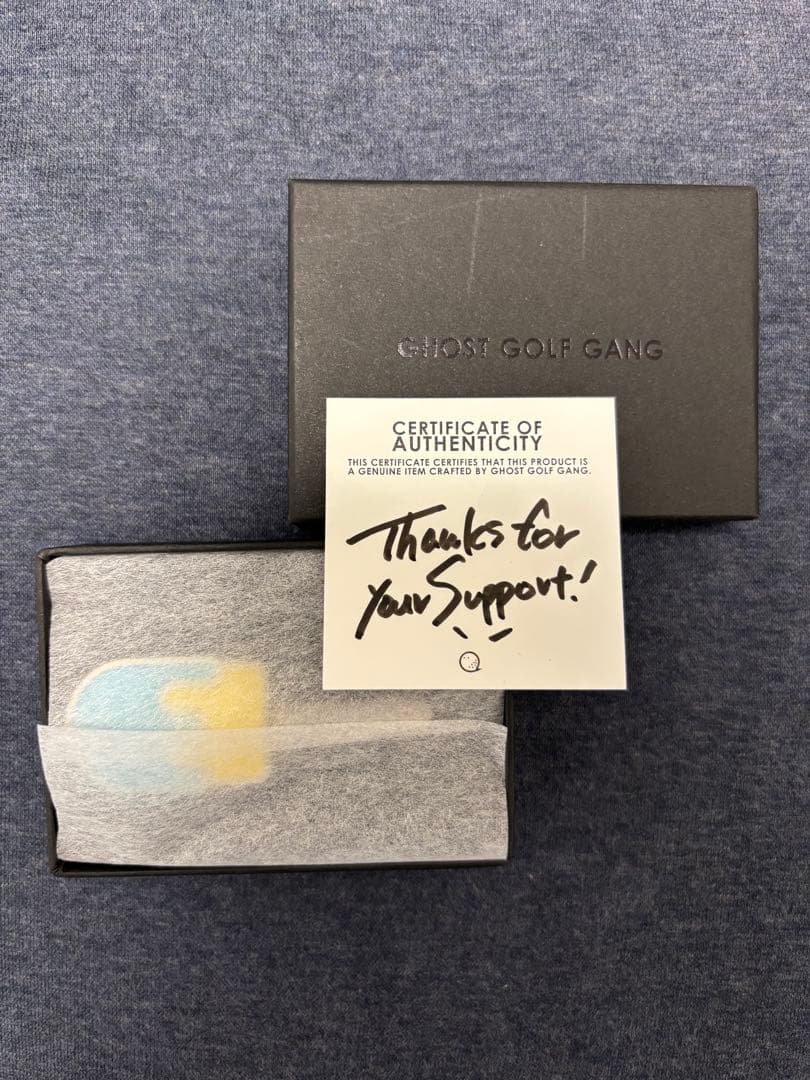 GHOST GOLF GANG
CERTIFICATE OF
AUTHENTICITY
THIS CERTIFICATE CERTIFIES THAT THIS PRODUCT IS
A GENUINE ITEM CRAFTED BY GHOST GOLF GANG.
Thanks for
your Support!